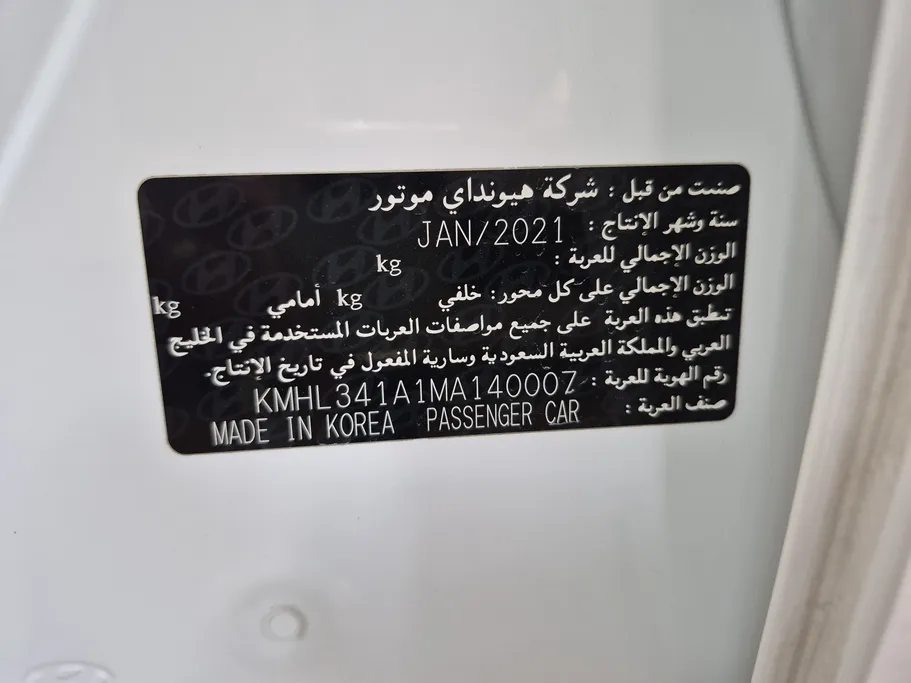 صنعت من قبل : شركة هيونداي موتور
سنة وشهر الإنتاج : JAN/2021
الوزن الإجمالي للعربة : kg
الوزن الإجمالي على كل محور: خلفي kg أمامي kg
تنطبق هذه العربة على جميع مواصفات العربات المستخدمة في الخليج
العربي والمملكة العربية السعودية وسارية المفعول في تاريخ الإنتاج.
رقم الهوية للعربة : KMHL341A1MA140007
صنف العربة : PASSENGER CAR MADE IN KOREA